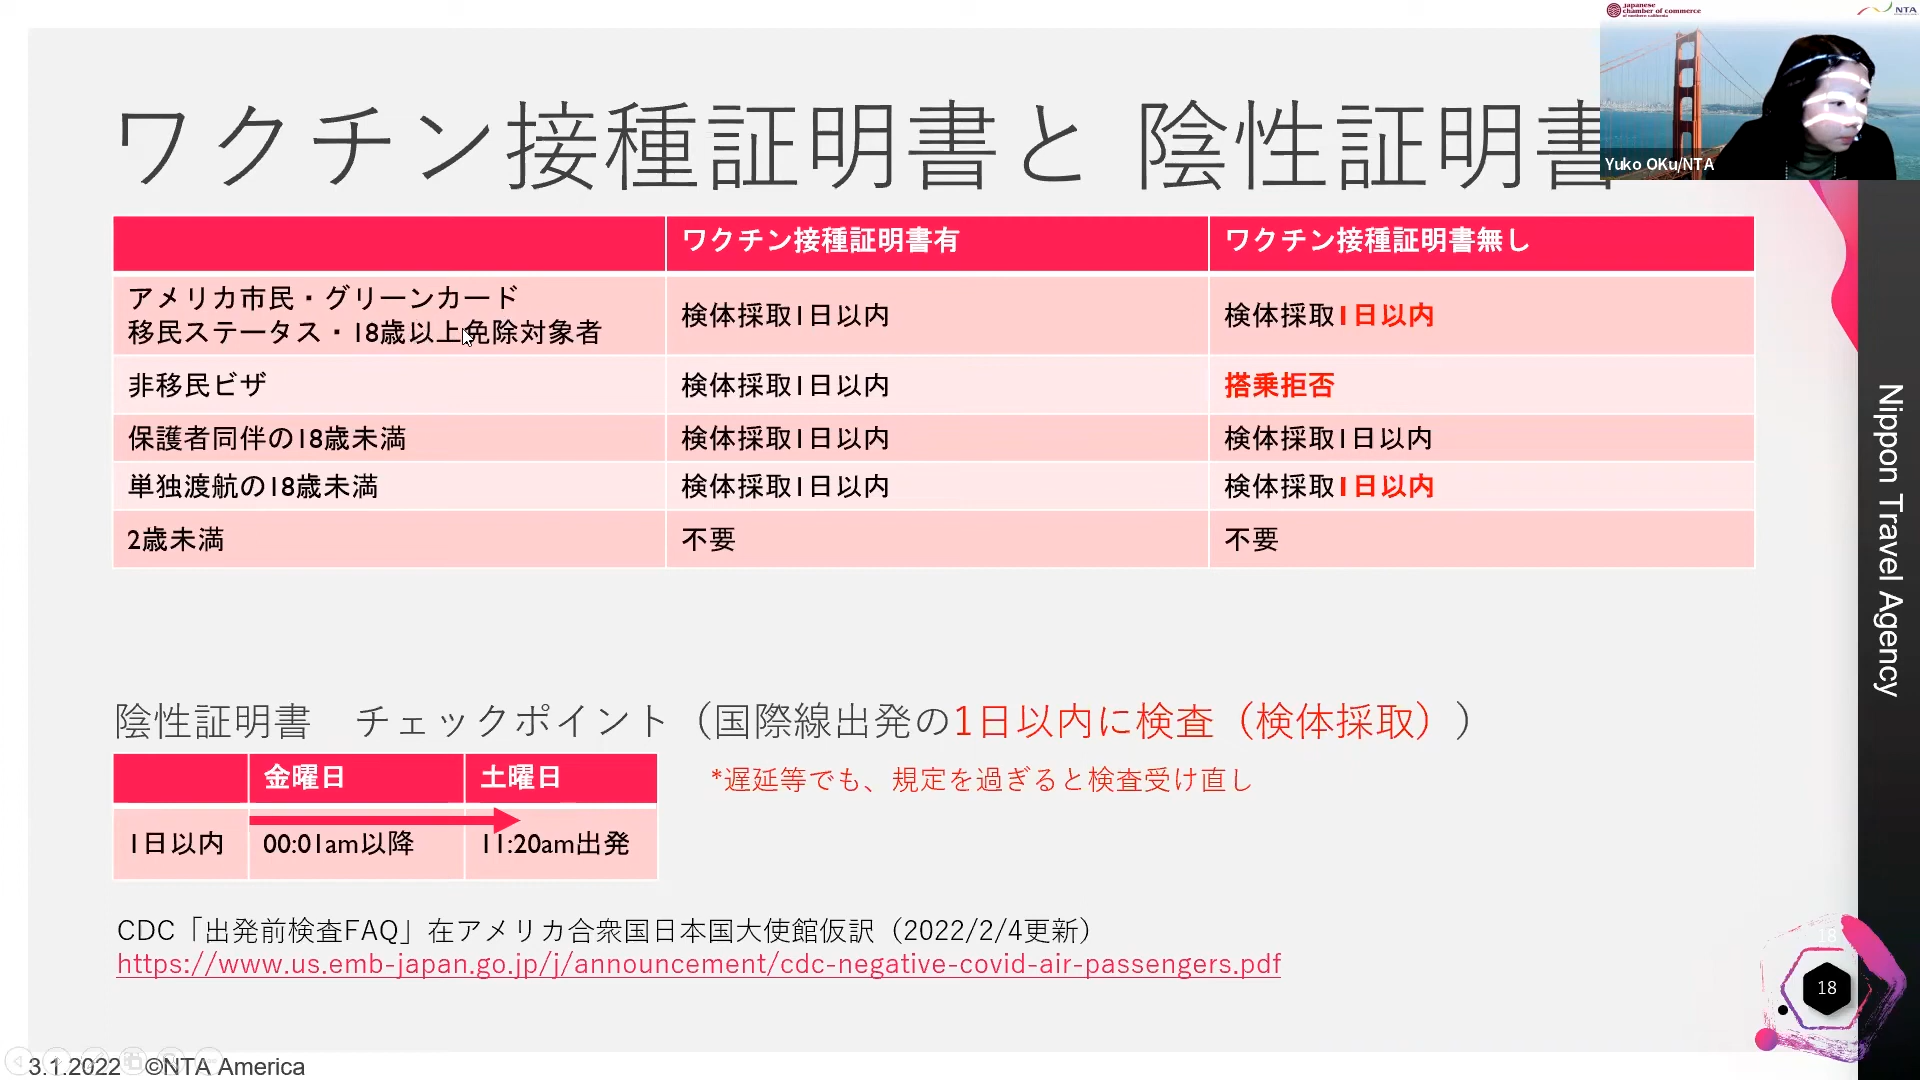 japanese
chamber of commerce
of northern california
NTA
Yuko OKu/NTA
ワクチン接種証明書と 陰性証明書
ワクチン接種証明書有
ワクチン接種証明書無し
アメリカ市民・グリーンカード
移民ステータス・18歳以上免除対象者
検体採取1日以内
検体採取1日以内
非移民ビザ
検体採取1日以内
搭乗拒否
保護者同伴の18歳未満
検体採取1日以内
検体採取1日以内
単独渡航の18歳未満
検体採取1日以内
検体採取1日以内
2歳未満
不要
不要
陰性証明書　チェックポイント（国際線出発の1日以内に検査（検体採取））
金曜日
土曜日
*遅延等でも、規定を過ぎると検査受け直し
1日以内
00:01am以降
11:20am出発
CDC「出発前検査FAQ」在アメリカ合衆国日本国大使館仮訳（2022/2/4更新）
https://www.us.emb-japan.go.jp/j/announcement/cdc-negative-covid-air-passengers.pdf
Nippon Travel Agency
18
18
3.1.2022 ©NTA America